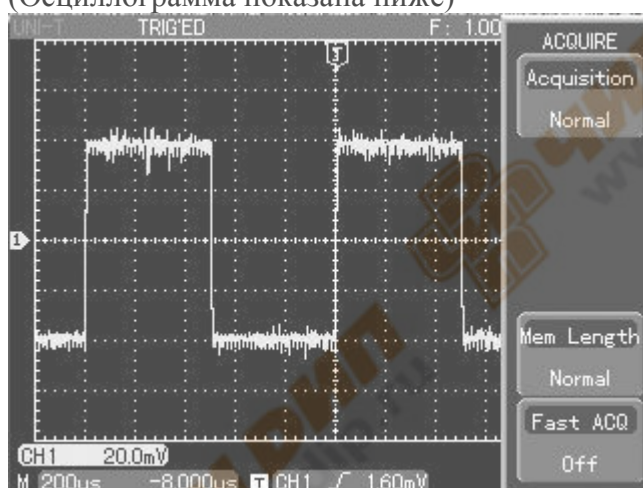 (Осциллограмма показана ниже)
UNI-T TRIG'ED F: 1.00
ACQUIRE
Acquisition
Normal
1
Mem Length
Normal
Fast ACQ
Off
CH1 20.0mV
M 200us -8.000us T CH1 1.60mV